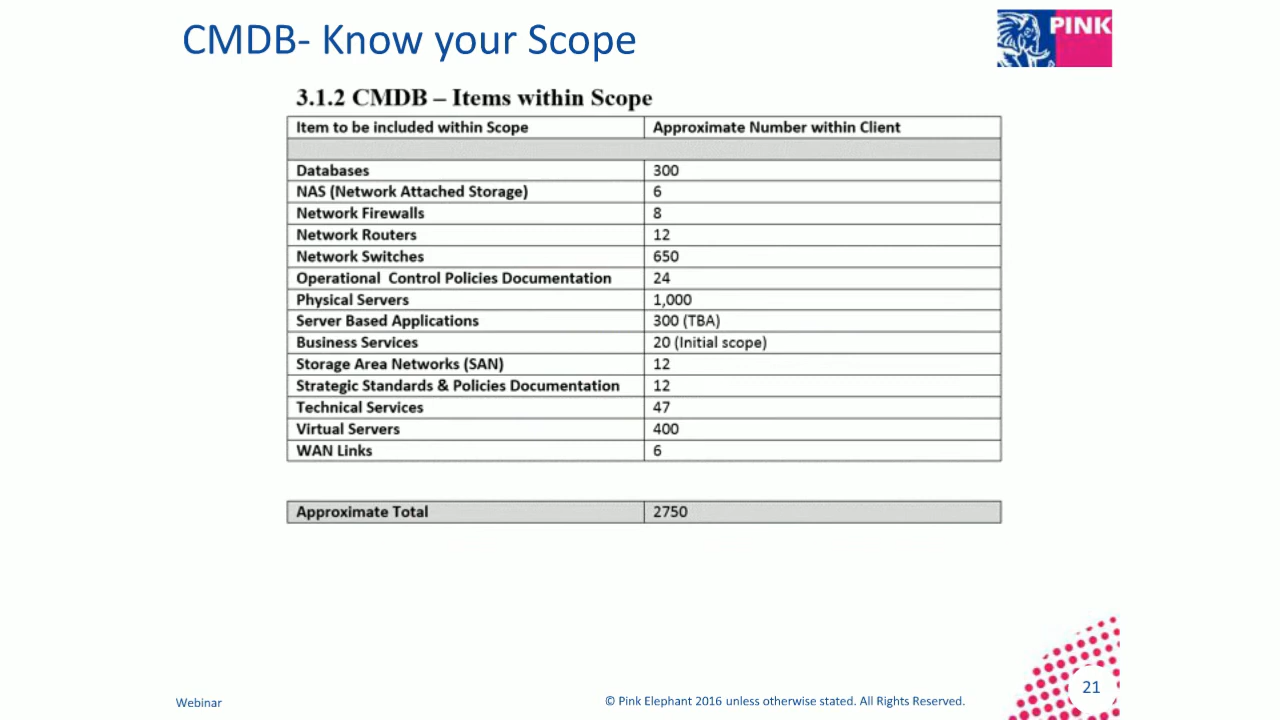 CMDB- Know your Scope
PINK
3.1.2 CMDB – Items within Scope
Item to be included within Scope Approximate Number within Client
Databases 300
NAS (Network Attached Storage) 6
Network Firewalls 8
Network Routers 12
Network Switches 650
Operational Control Policies Documentation 24
Physical Servers 1,000
Server Based Applications 300 (TBA)
Business Services 20 (Initial scope)
Storage Area Networks (SAN) 12
Strategic Standards & Policies Documentation 12
Technical Services 47
Virtual Servers 400
WAN Links 6
Approximate Total 2750
Webinar
© Pink Elephant 2016 unless otherwise stated. All Rights Reserved.
21